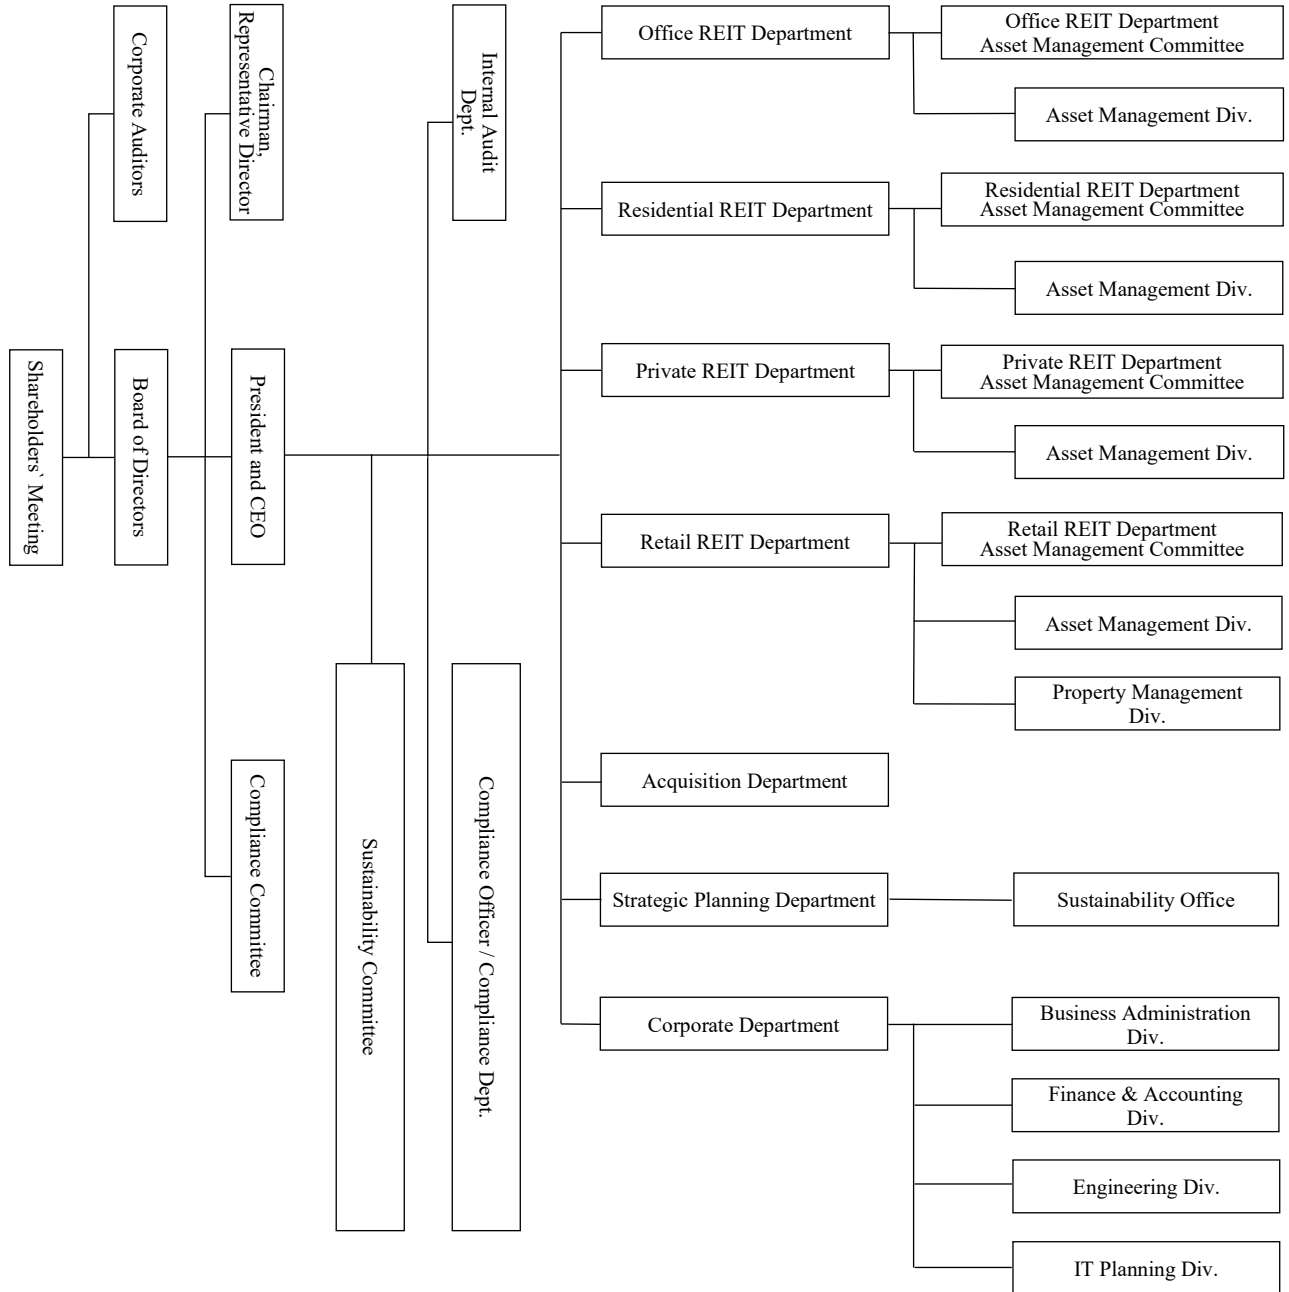 Shareholders` Meeting
Corporate Auditors
Board of Directors
Chairman,
Representative Director
President and CEO
Compliance Committee
Sustainability Committee
Internal Audit
Dept.
Compliance Officer / Compliance Dept.
Office REIT Department
Office REIT Department
Asset Management Committee
Asset Management Div.
Residential REIT Department
Residential REIT Department
Asset Management Committee
Asset Management Div.
Private REIT Department
Private REIT Department
Asset Management Committee
Asset Management Div.
Retail REIT Department
Retail REIT Department
Asset Management Committee
Asset Management Div.
Property Management
Div.
Acquisition Department
Strategic Planning Department
Sustainability Office
Corporate Department
Business Administration
Div.
Finance & Accounting
Div.
Engineering Div.
IT Planning Div.